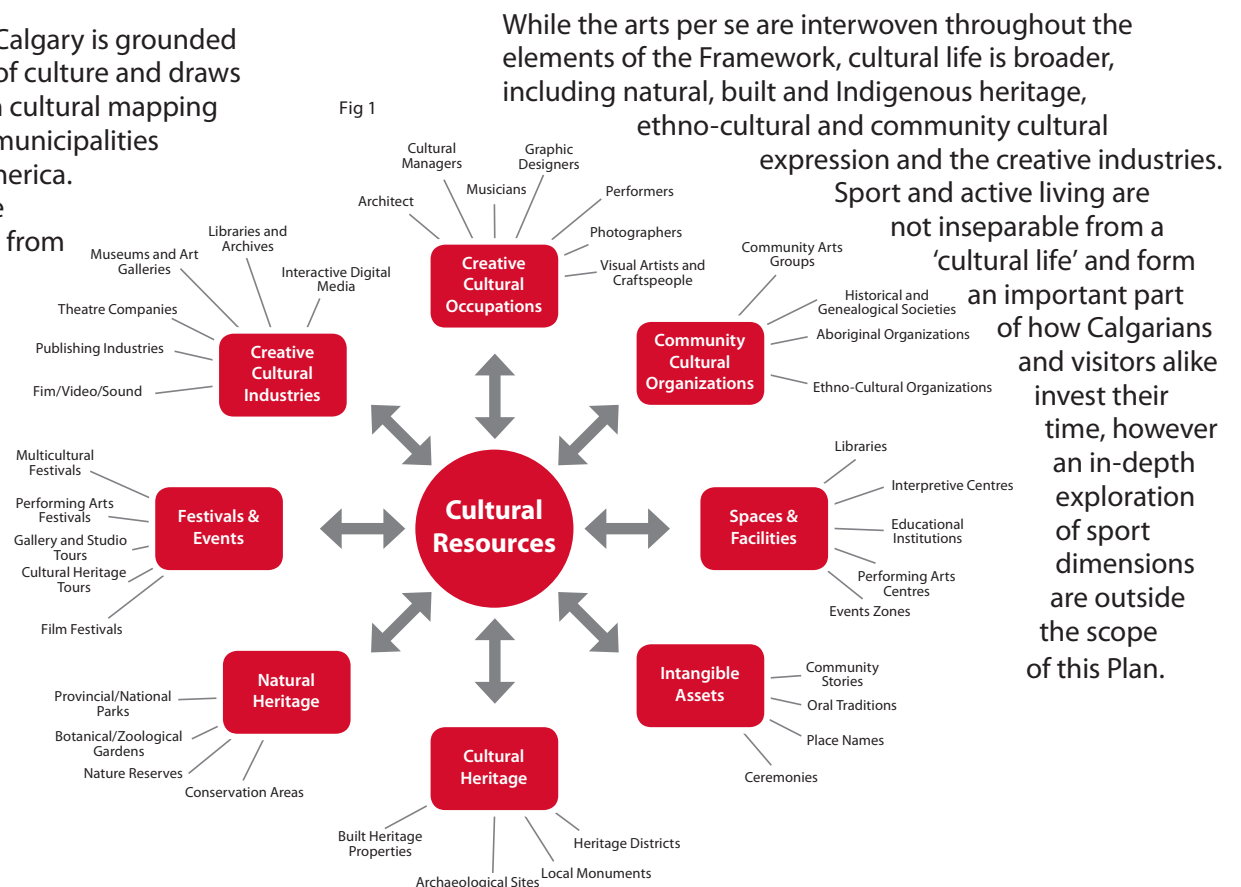 Calgary is grounded
of culture and draws
cultural mapping
municipalities
from
While the arts per se are interwoven throughout the
elements of the Framework, cultural life is broader,
including natural, built and Indigenous heritage,
ethno-cultural and community cultural
expression and the creative industries.
Sport and active living are
not inseparable from a
‘cultural life’ and form
an important part
of how Calgarians
and visitors alike
invest their
time, however
an in-depth
exploration
of sport
dimensions
are outside
the scope
of this Plan.
Fig 1
Cultural
Resources
Creative
Cultural
Occupations
Architect
Cultural
Managers
Musicians
Graphic
Designers
Performers
Photographers
Visual Artists and
Craftspeople
Community
Cultural
Organizations
Community Arts
Groups
Historical and
Genealogical Societies
Aboriginal Organizations
Ethno-Cultural Organizations
Spaces &
Facilities
Libraries
Interpretive Centres
Educational
Institutions
Performing Arts
Centres
Events Zones
Intangible
Assets
Community
Stories
Oral Traditions
Place Names
Ceremonies
Cultural
Heritage
Heritage Districts
Local Monuments
Archaeological Sites
Built Heritage
Properties
Natural
Heritage
Provincial/National
Parks
Botanical/Zoological
Gardens
Nature Reserves
Conservation Areas
Festivals &
Events
Multicultural
Festivals
Performing Arts
Festivals
Gallery and Studio
Tours
Cultural Heritage
Tours
Film Festivals
Creative
Cultural
Industries
Museums and Art
Galleries
Libraries and
Archives
Interactive Digital
Media
Theatre Companies
Publishing Industries
Fim/Video/Sound